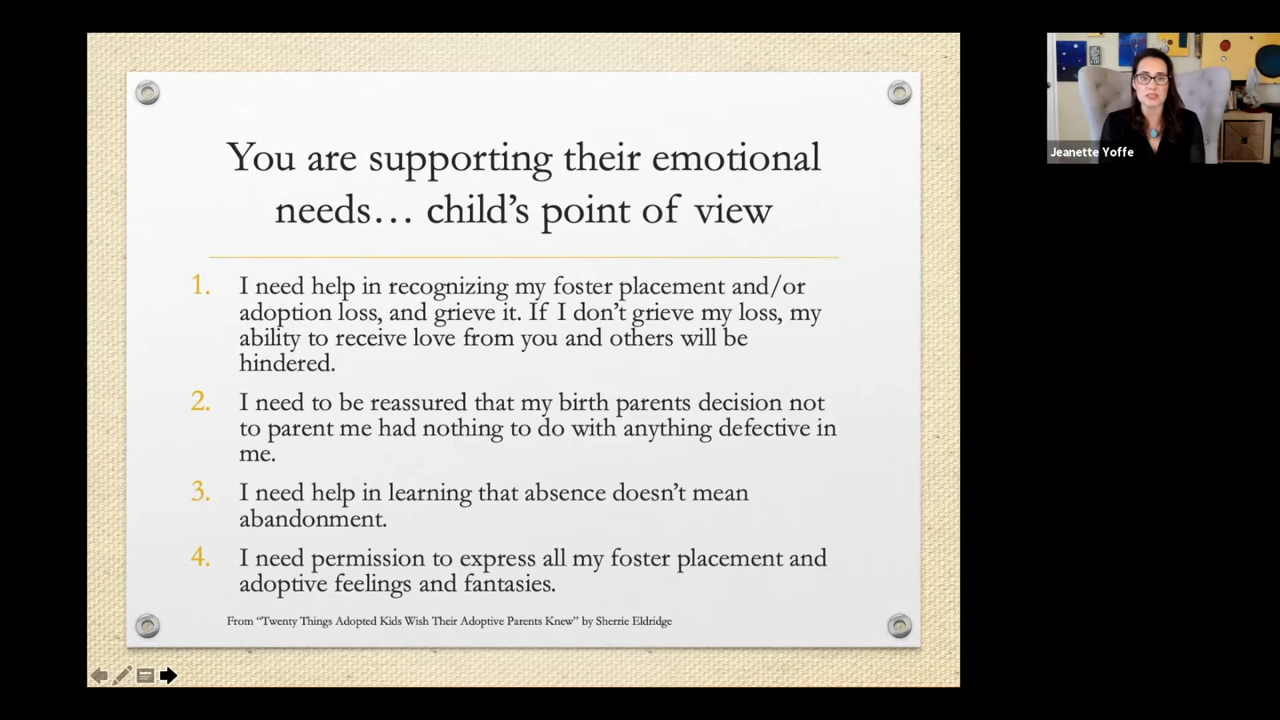 You are supporting their emotional
needs… child's point of view
1. I need help in recognizing my foster placement and/or
adoption loss, and grieve it. If I don't grieve my loss, my
ability to receive love from you and others will be
hindered.
2. I need to be reassured that my birth parents decision not
to parent me had nothing to do with anything defective in
me.
3. I need help in learning that absence doesn't mean
abandonment.
4. I need permission to express all my foster placement and
adoptive feelings and fantasies.
From “Twenty Things Adopted Kids Wish Their Adoptive Parents Knew” by Sherrie Eldridge
Jeanette Yoffe